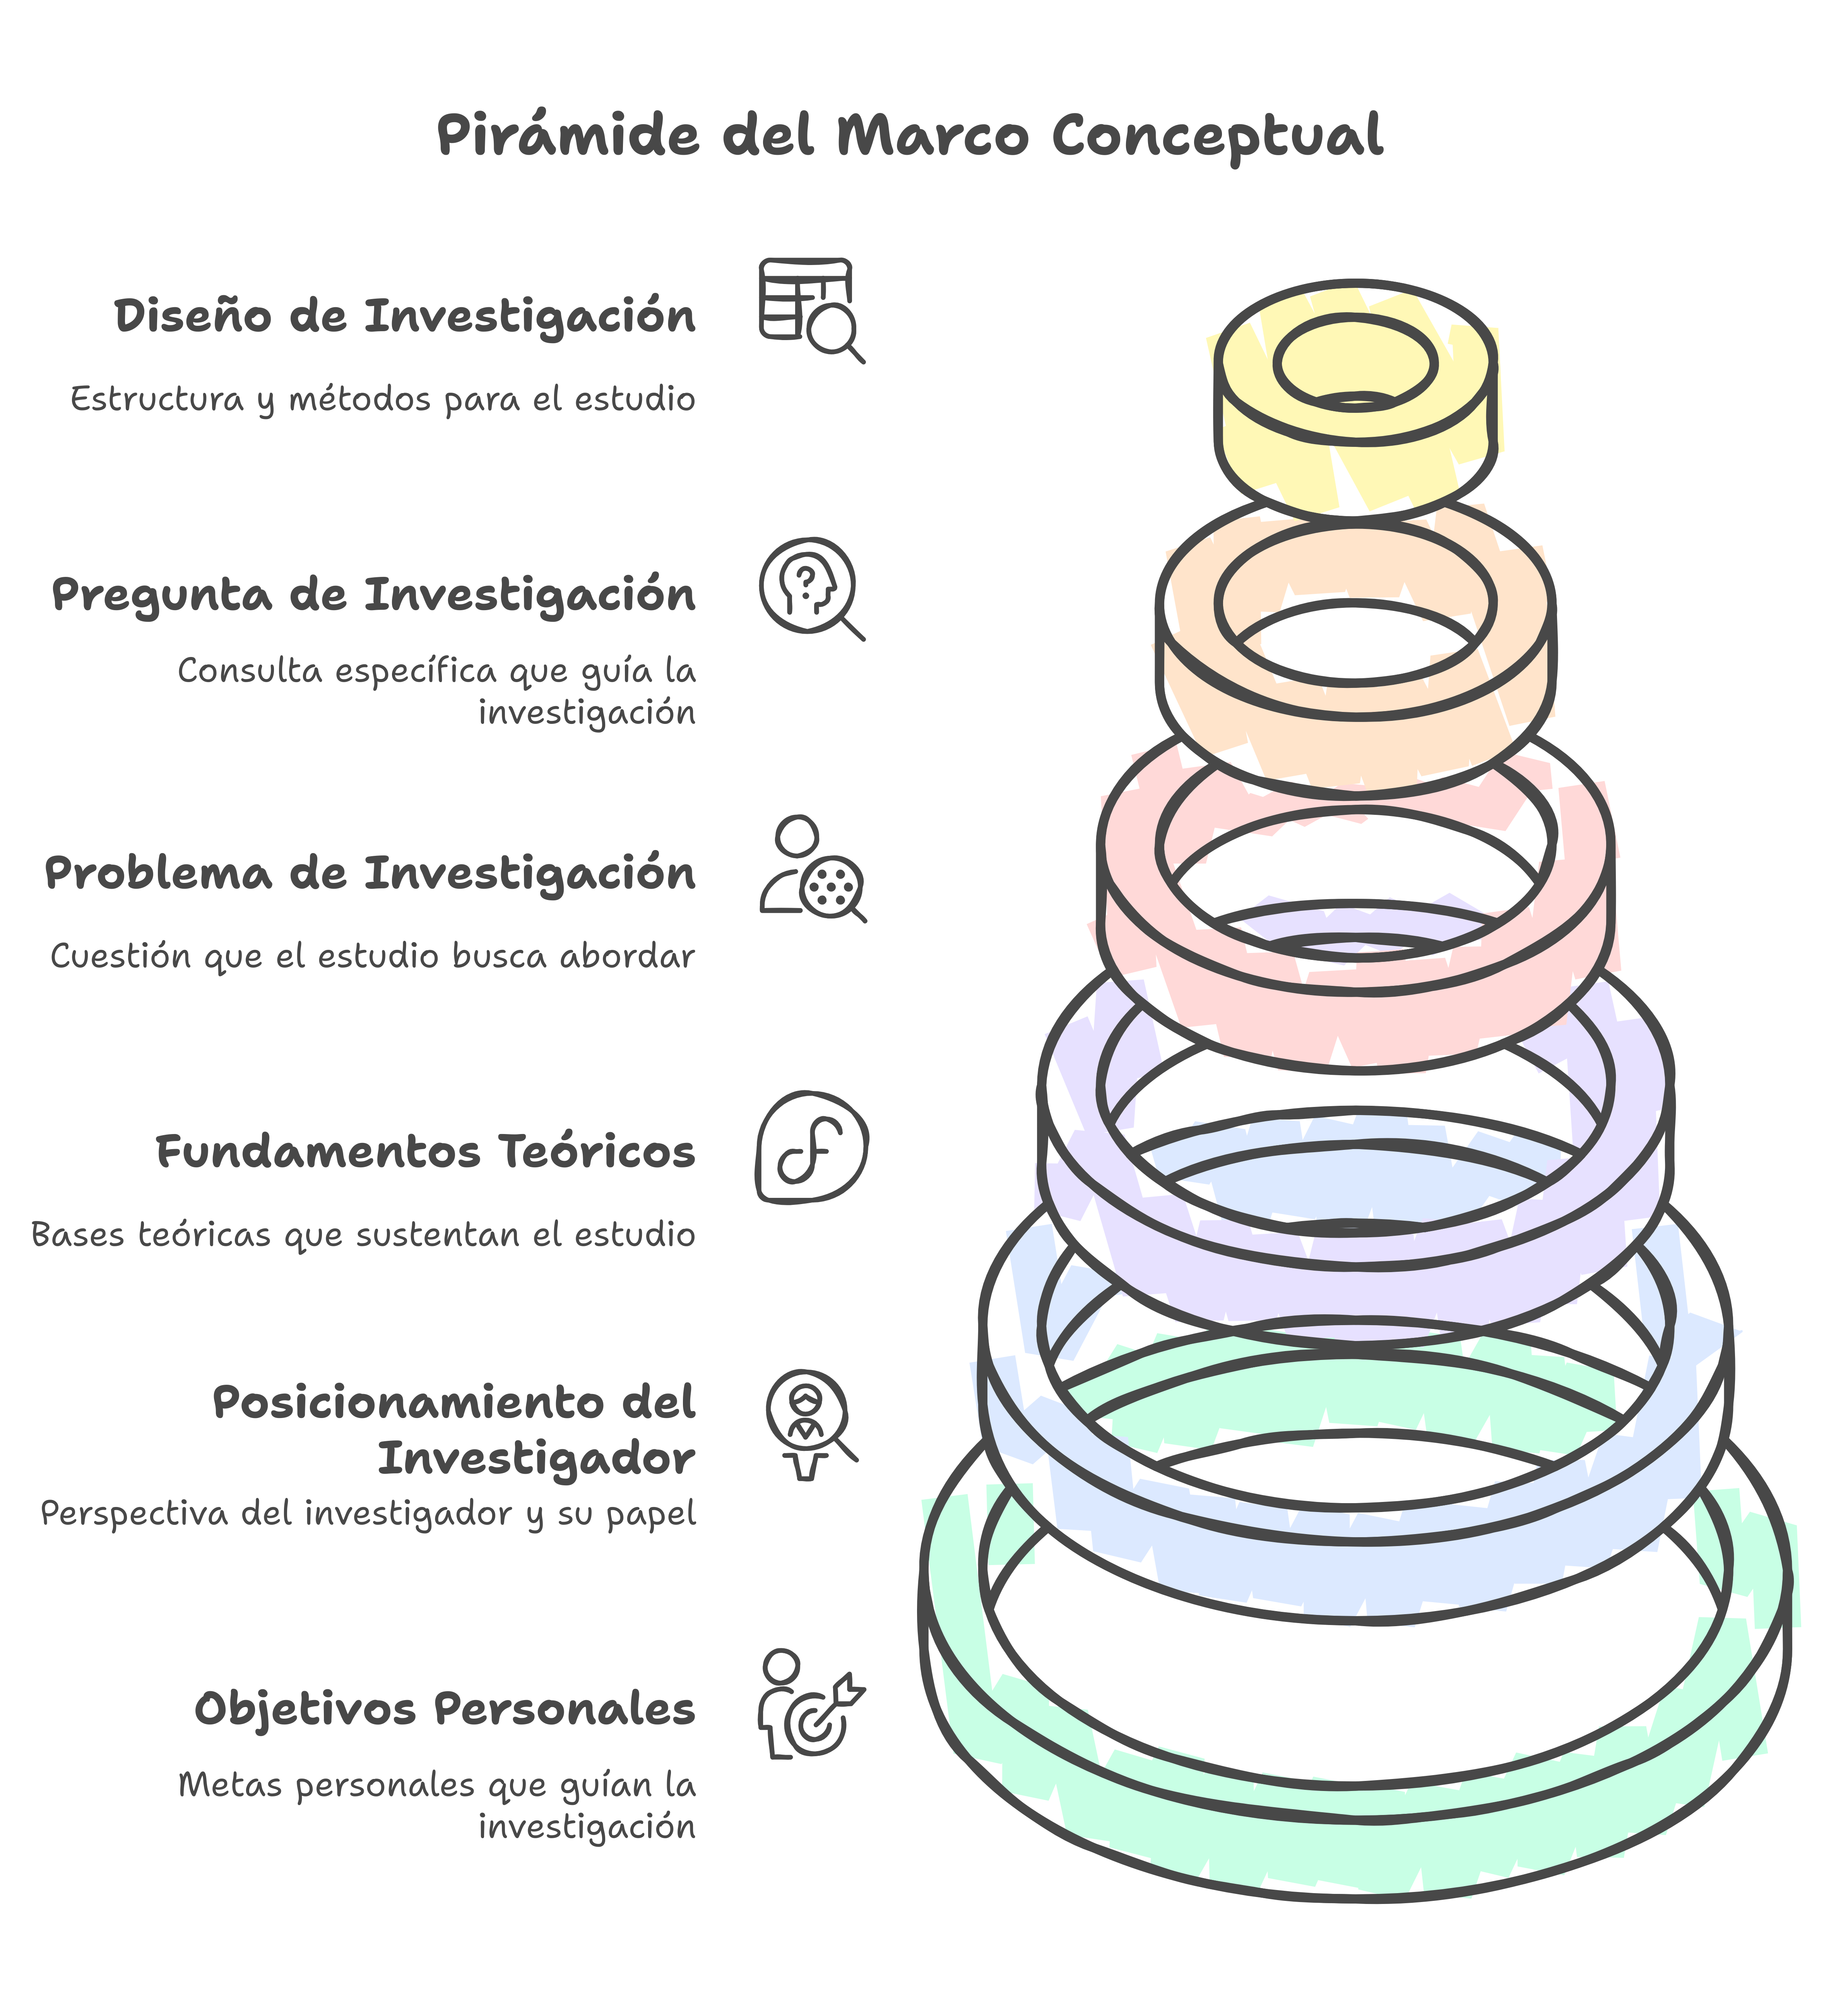 Pirámide del Marco Conceptual
Diseño de Investigación
Estructura y métodos para el estudio
Pregunta de Investigación
Consulta específica que guía la
investigación
Problema de Investigación
Cuestión que el estudio busca abordar
Fundamentos Teóricos
Bases teóricas que sustentan el estudio
Posicionamiento del
Investigador
Perspectiva del investigador y su papel
Objetivos Personales
Metas personales que guían la
investigación